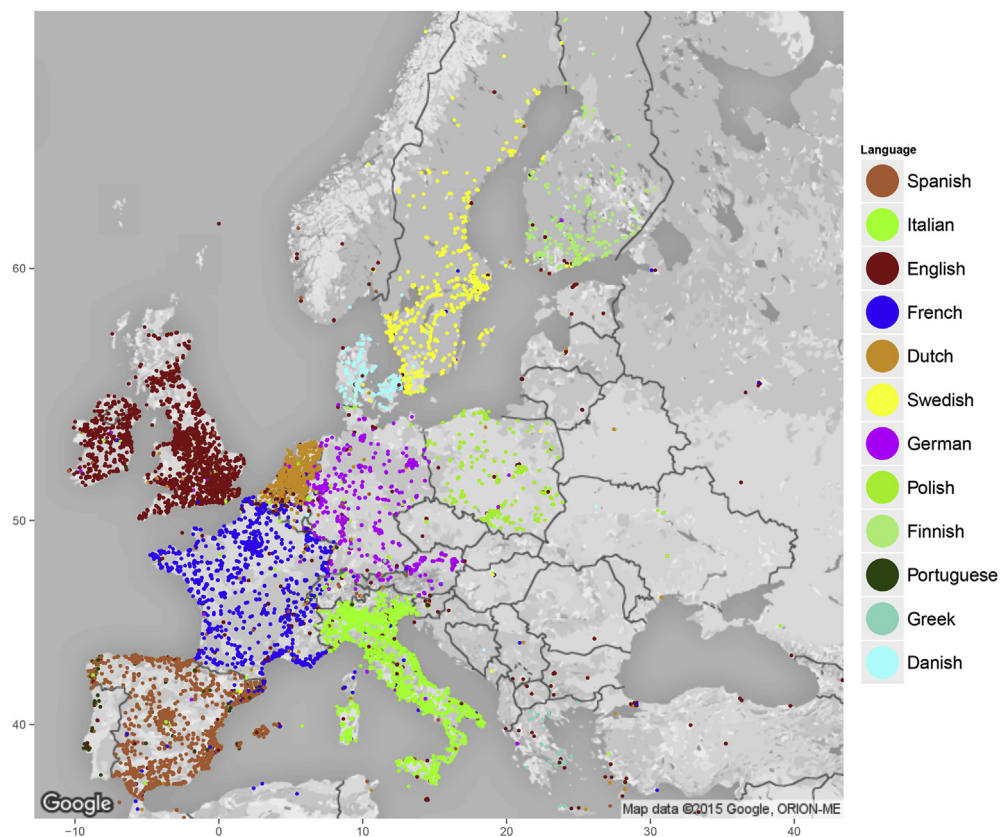 Language
Spanish
Italian
English
French
Dutch
Swedish
German
Polish
Finnish
Portuguese
Greek
Danish
60
50
40
Google
Map data ©2015 Google, ORION-ME
−10 0 10 20 30 40